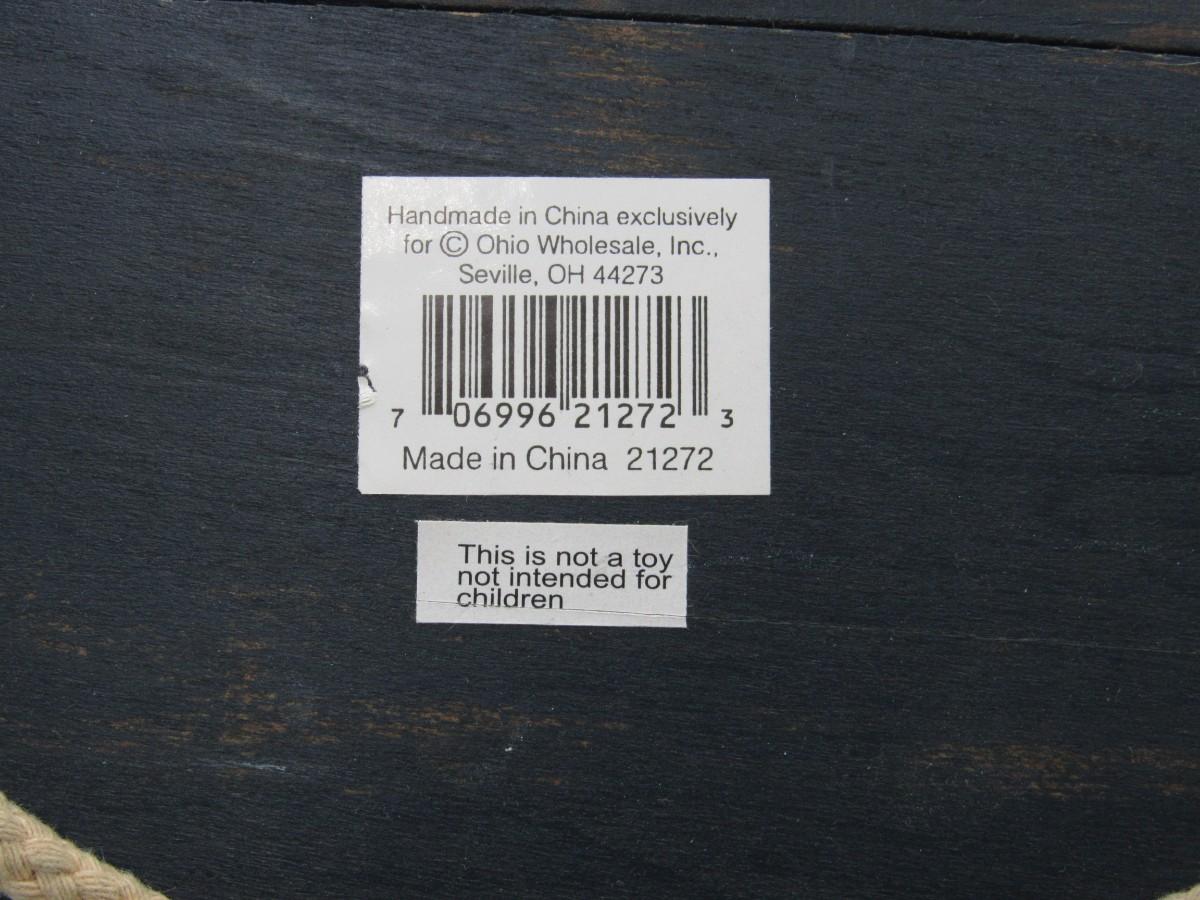 Handmade in China exclusively
for © Ohio Wholesale, Inc.,
Seville, OH 44273
7 06996 21272 3
Made in China 21272
This is not a toy
not intended for
children